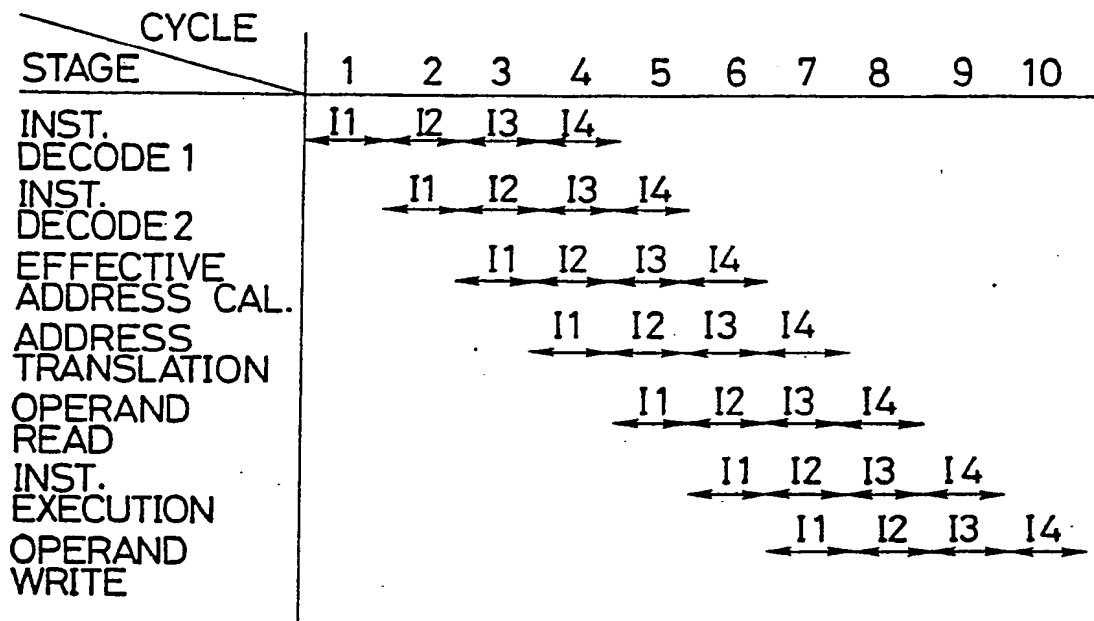 CYCLE
STAGE 1 2 3 4 5 6 7 8 9 10
INST. I1 I2 I3 I4
DECODE 1
INST. I1 I2 I3 I4
DECODE 2
EFFECTIVE I1 I2 I3 I4
ADDRESS CAL.
ADDRESS I1 I2 I3 I4
TRANSLATION
OPERAND I1 I2 I3 I4
READ
INST. I1 I2 I3 I4
EXECUTION
OPERAND I1 I2 I3 I4
WRITE